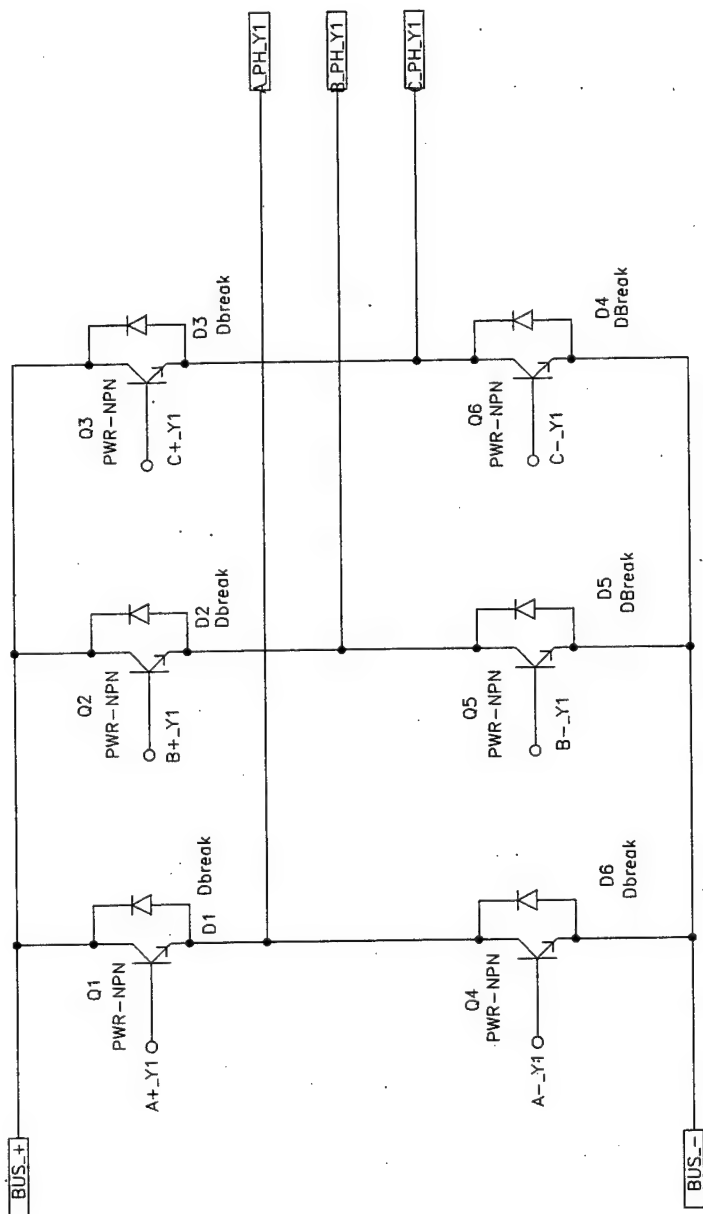 BUS_+
BUS_-
Q1
PWR-NPN
A+_Y1
Dbreak
D1
Q2
PWR-NPN
B+_Y1
D2
Dbreak
Q3
PWR-NPN
C+_Y1
D3
Dbreak
Q4
PWR-NPN
A-_Y1
D6
Dbreak
Q5
PWR-NPN
B-_Y1
D5
DBreak
Q6
PWR-NPN
C-_Y1
D4
DBreak
A_PH_Y1
B_PH_Y1
C_PH_Y1